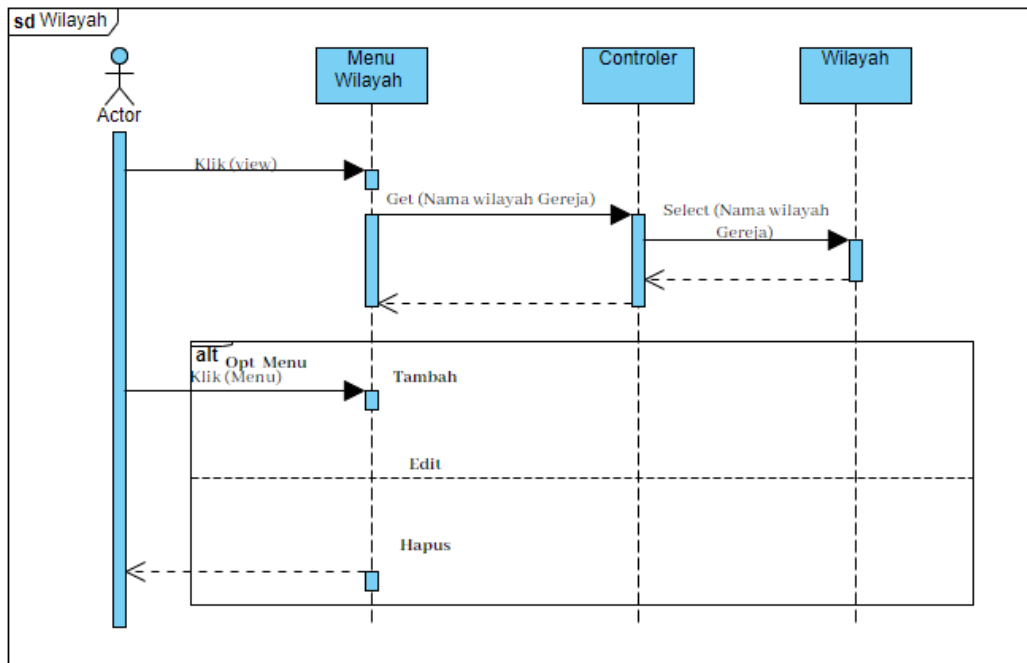 sd Wilayah
Menu
Wilayah
Controler
Wilayah
Actor
Klik (view)
Get (Nama wilayah Gereja)
Select (Nama wilayah
Gereja)
alt
Opt Menu
Klik (Menu)
Tambah
Edit
Hapus